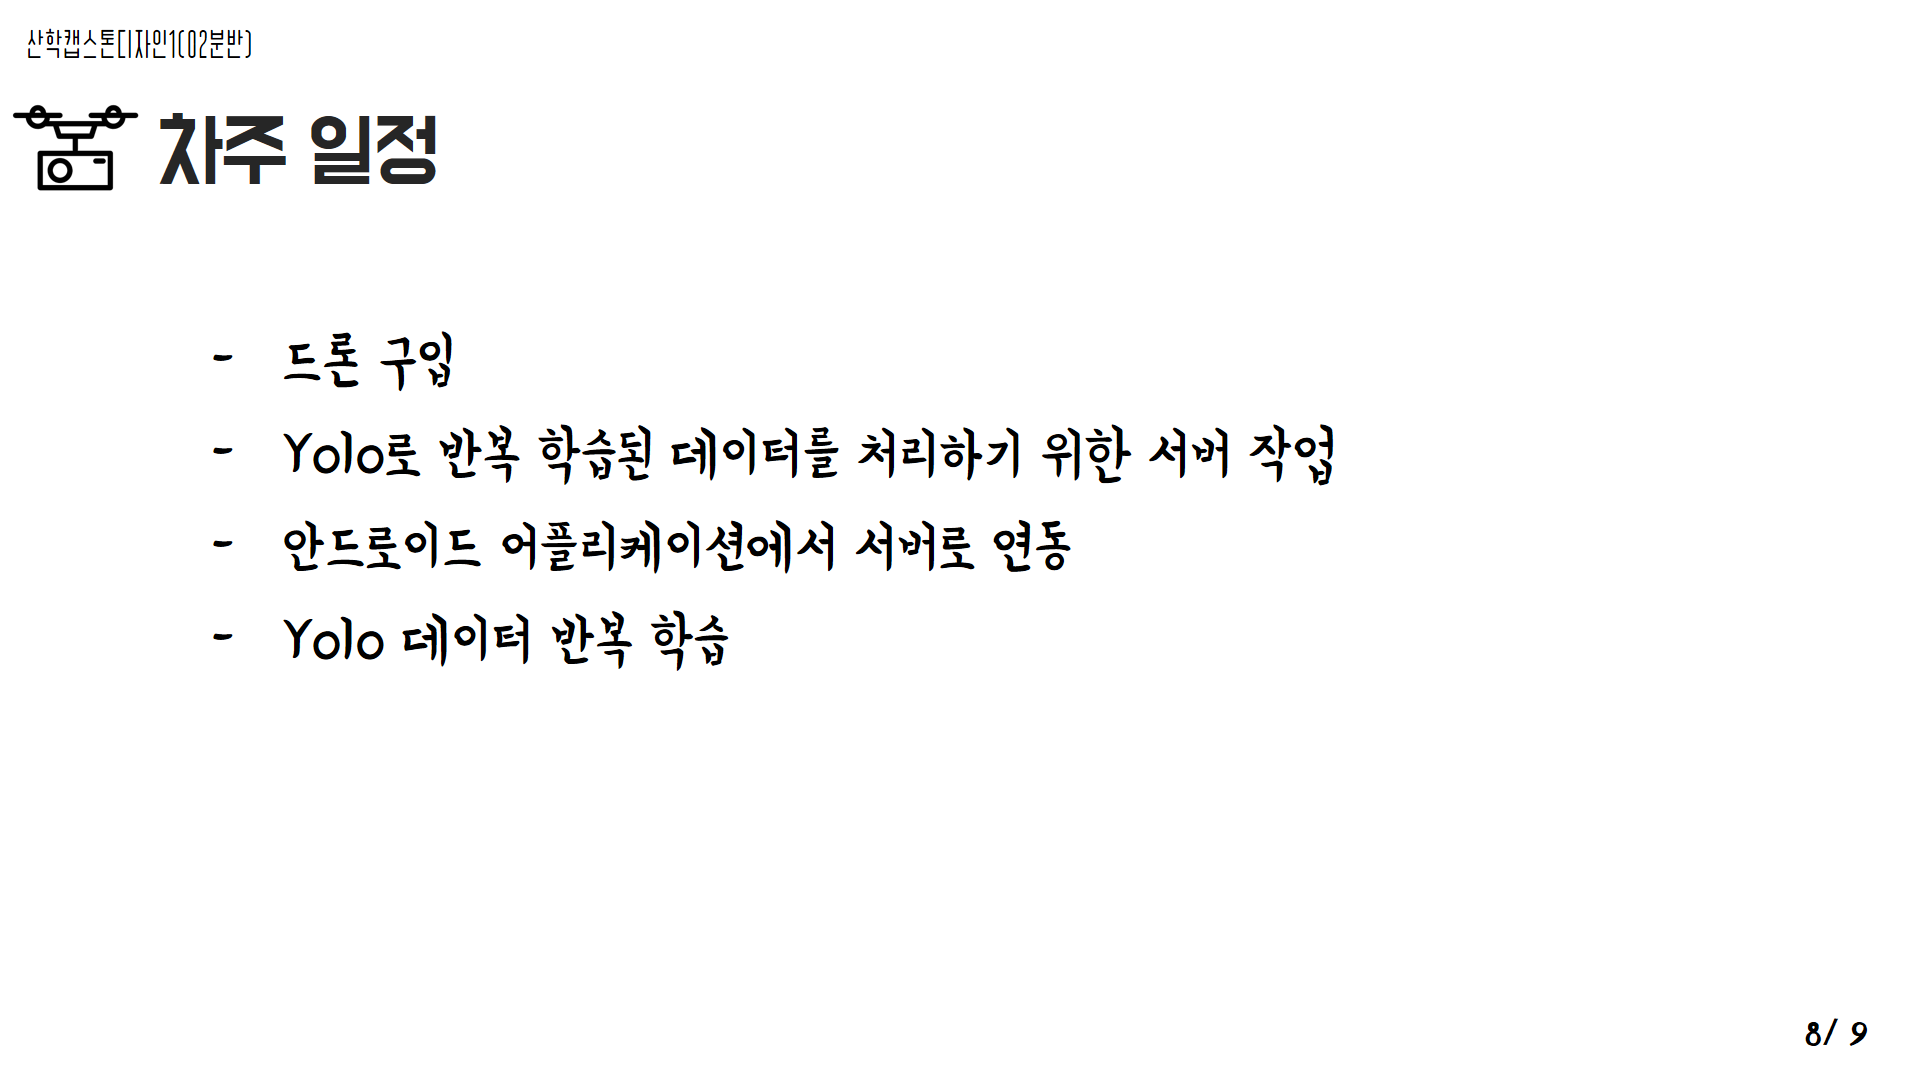 산학캡스톤디자인1(02분반)
차주 일정
- 드론 구입
- Yolo로 반복 학습된 데이터를 처리하기 위한 서버 작업
- 안드로이드 어플리케이션에서 서버로 연동
- Yolo 데이터 반복 학습
8/ 9